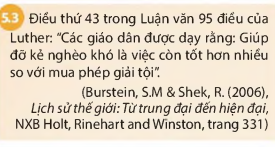 5.3 Điều thứ 43 trong Luận văn 95 điều của
Luther: "Các giáo dân được dạy rằng: Giúp
đỡ kẻ nghèo khó là việc còn tốt hơn nhiều
so với mua phép giải tội".
(Burstein, S.M & Shek, R. (2006),
Lịch sử thế giới: Từ trung đại đến hiện đại,
NXB Holt, Rinehart and Winston, trang 331)